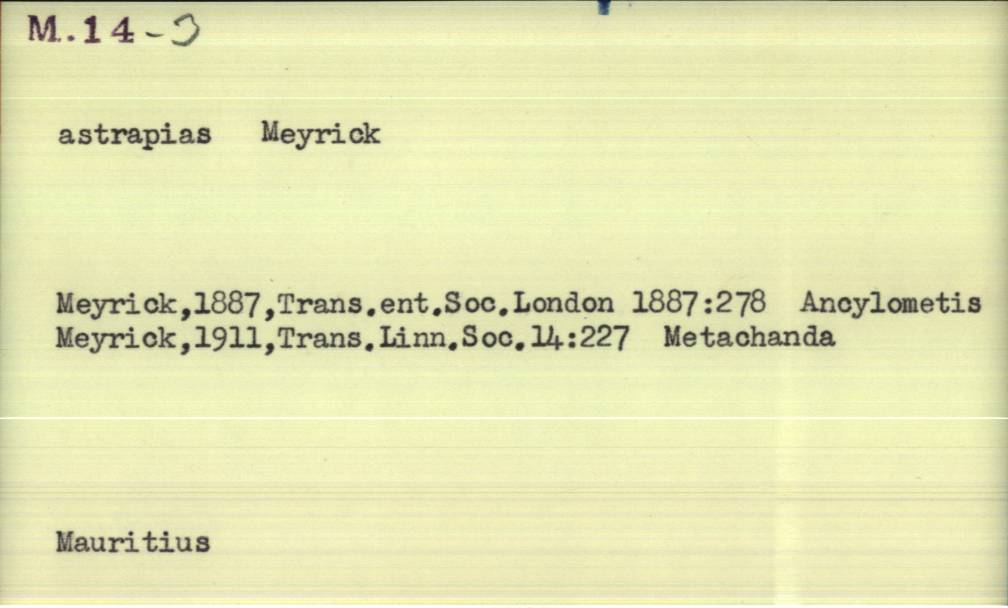 M.14-
astrapias Meyrick
Meyrick,1887,Trans.ent.Soc.London 1887:278 Ancylometis
Meyrick,1911,Trans.Linn.Soc.14:227 Metachanda
Mauritius